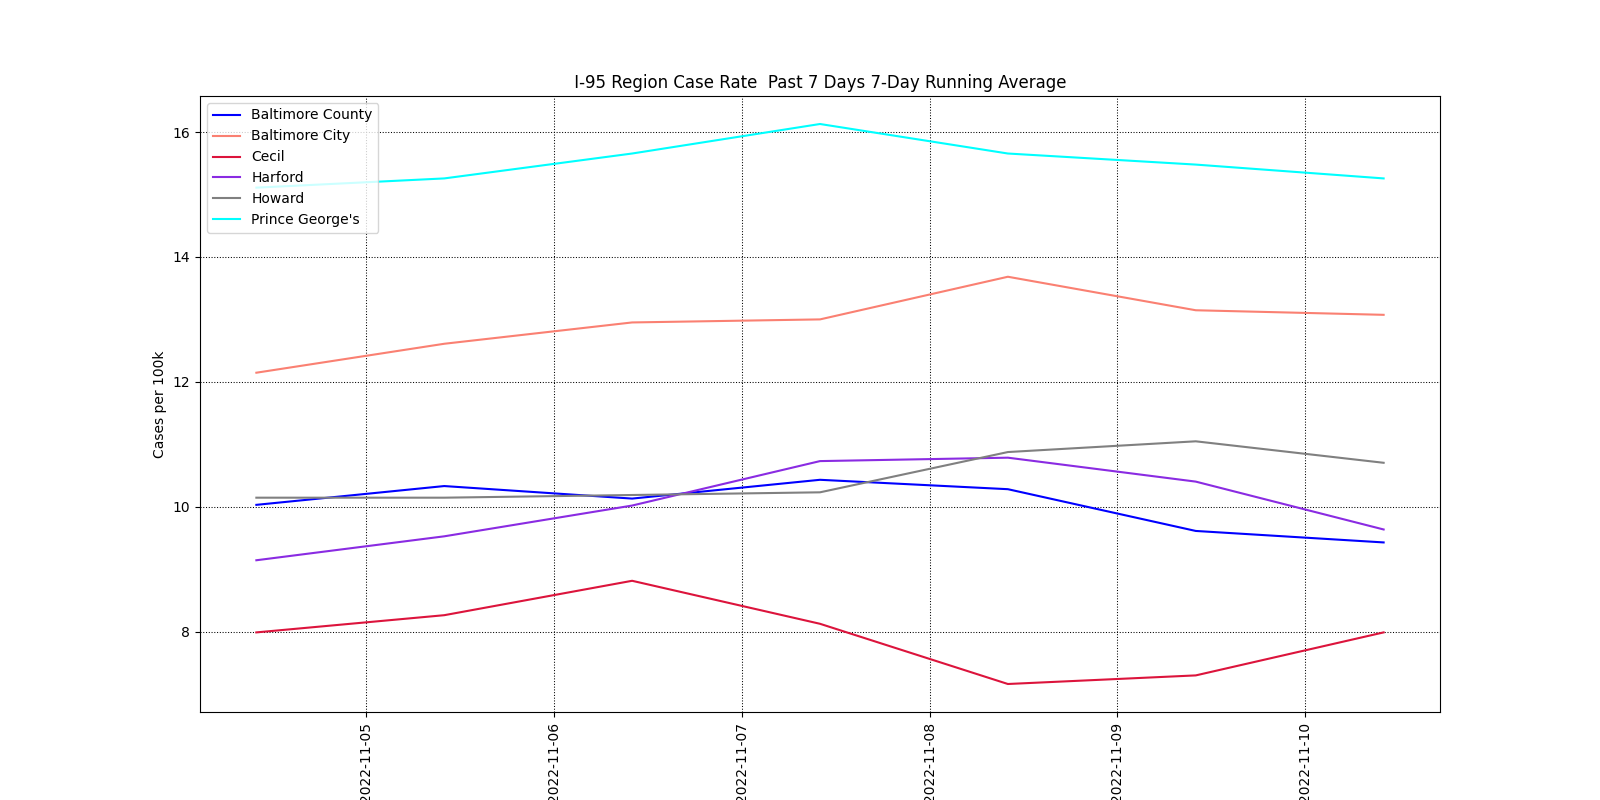 I-95 Region Case Rate  Past 7 Days 7-Day Running Average
Baltimore County
Baltimore City
Cecil
Harford
Howard
Prince George's
16
14
12
10
8
Cases per 100k
2022-11-05
2022-11-06
2022-11-07
2022-11-08
2022-11-09
2022-11-10